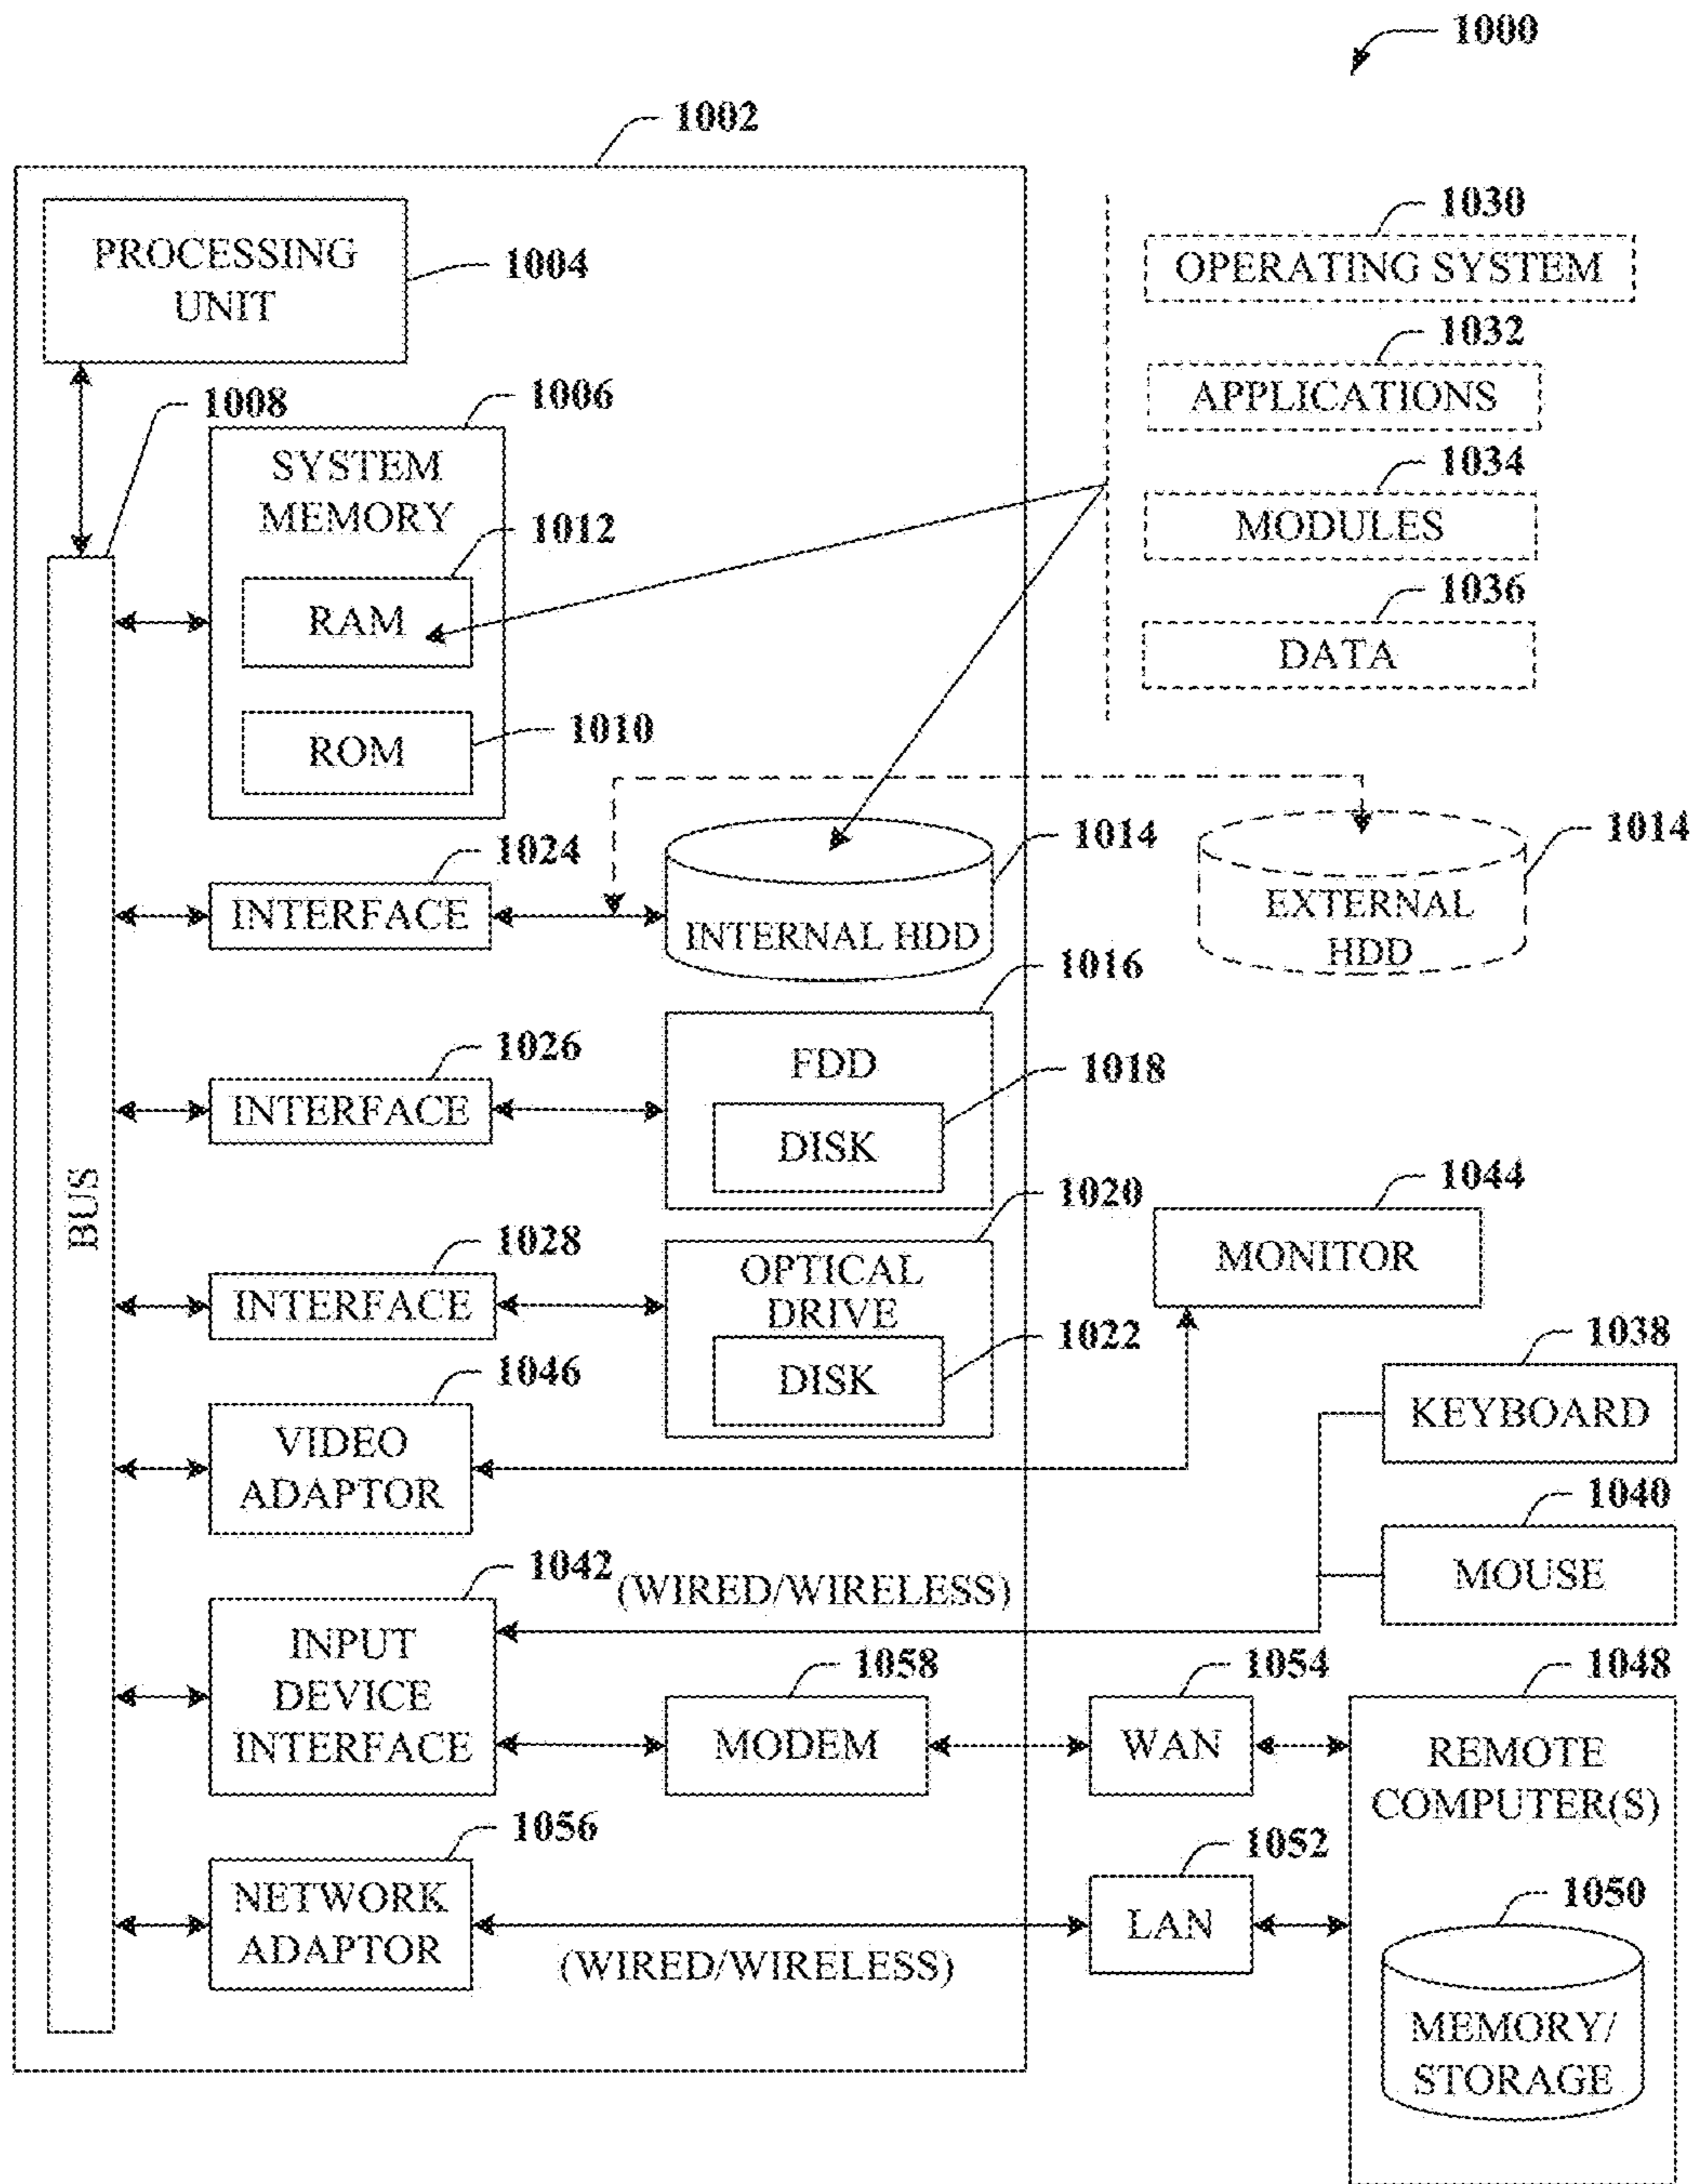 1000
1002
PROCESSING
UNIT
1004
1030
OPERATING SYSTEM
1032
APPLICATIONS
1034
MODULES
1036
DATA
1008
1006
SYSTEM
MEMORY
1012
RAM
1010
ROM
BUS
1024
INTERFACE
1014
INTERNAL HDD
1014
EXTERNAL
HDD
1026
INTERFACE
1016
FDD
1018
DISK
1028
INTERFACE
1020
OPTICAL
DRIVE
1022
DISK
1044
MONITOR
1046
VIDEO
ADAPTOR
1038
KEYBOARD
1040
MOUSE
1042
(WIRED/WIRELESS)
INPUT
DEVICE
INTERFACE
1058
MODEM
1054
WAN
1048
REMOTE
COMPUTER(S)
1056
NETWORK
ADAPTOR
(WIRED/WIRELESS)
1052
LAN
1050
MEMORY/
STORAGE